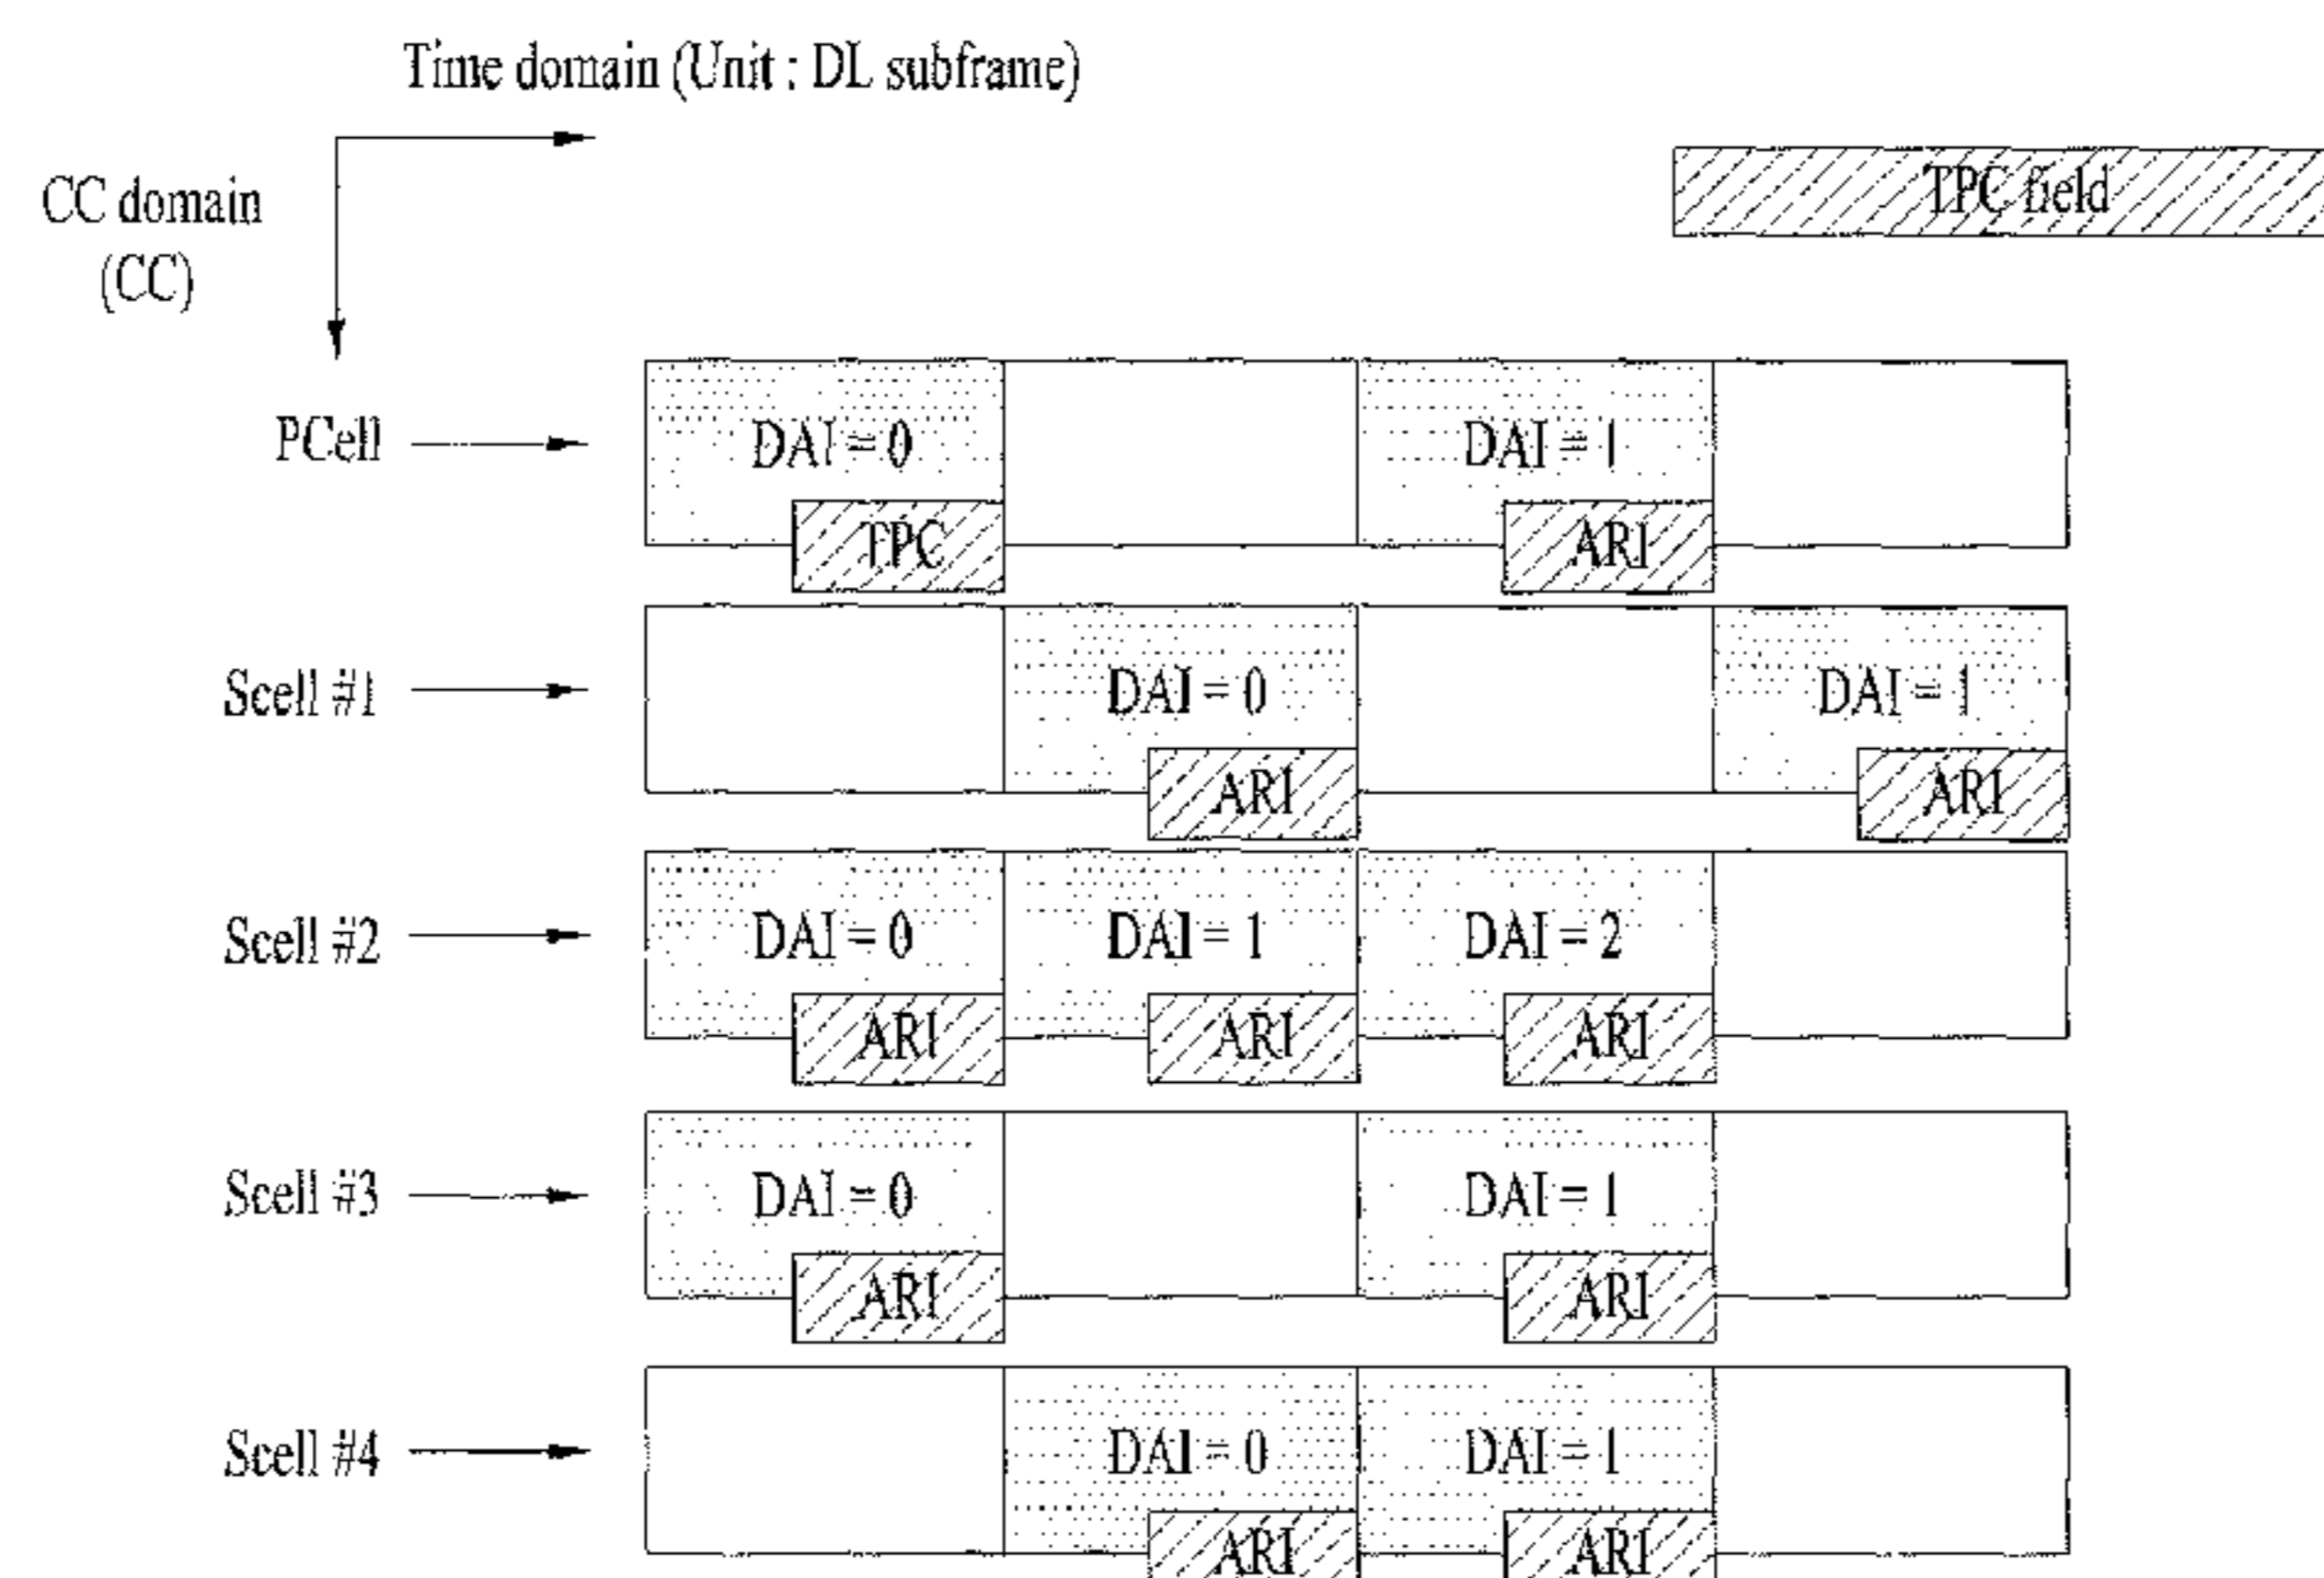 Time domain (Unit : DL subframe)
CC domain
(CC)
TPC field
PCell
DAI = 0
DAI = 1
TPC
ARI
Scell #1
DAI = 0
DAI = 1
ARI
ARI
Scell #2
DAI = 0
DAI = 1
DAI = 2
ARI
ARI
ARI
Scell #3
DAI = 0
DAI = 1
ARI
ARI
Scell #4
DAI = 0
DAI = 1
ARI
ARI